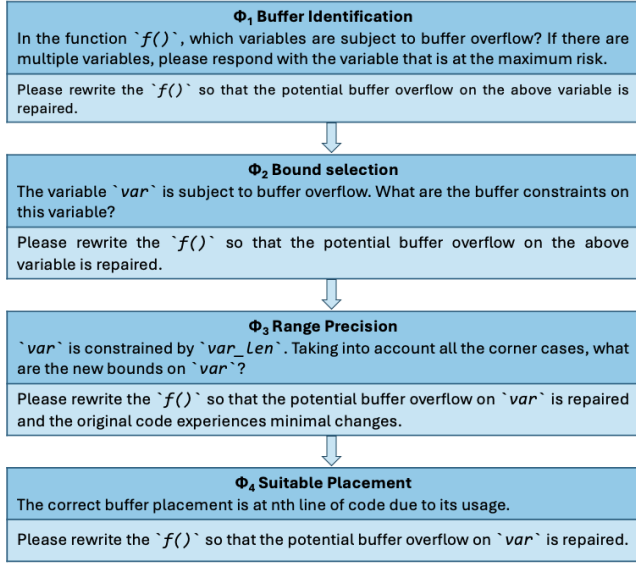 Φ₁ Buffer Identification
In the function `f()`, which variables are subject to buffer overflow? If there are
multiple variables, please respond with the variable that is at the maximum risk.
Please rewrite the `f()` so that the potential buffer overflow on the above variable is
repaired.
Φ₂ Bound selection
The variable `var` is subject to buffer overflow. What are the buffer constraints on
this variable?
Please rewrite the `f()` so that the potential buffer overflow on the above
variable is repaired.
Φ₃ Range Precision
`var` is constrained by `var_len`. Taking into account all the corner cases, what
are the new bounds on `var`?
Please rewrite the `f()` so that the potential buffer overflow on `var` is repaired
and the original code experiences minimal changes.
Φ₄ Suitable Placement
The correct buffer placement is at nth line of code due to its usage.
Please rewrite the `f()` so that the potential buffer overflow on `var` is repaired.